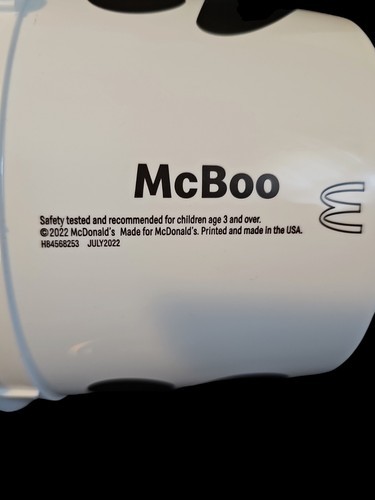 McBoo
Safety tested and recommended for children age 3 and over.
©2022 McDonald's Made for McDonald's. Printed and made in the USA.
HB4568253 JULY2022